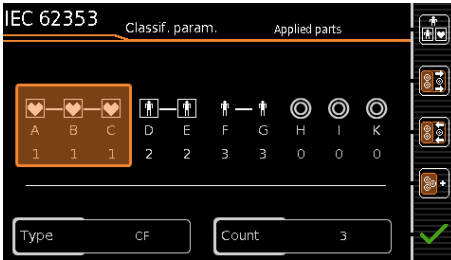 IEC 62353
Classif. param.
Applied parts
A B C D E F G H I K
1 1 1 2 2 3 3 0 0 0
Type CF Count 3